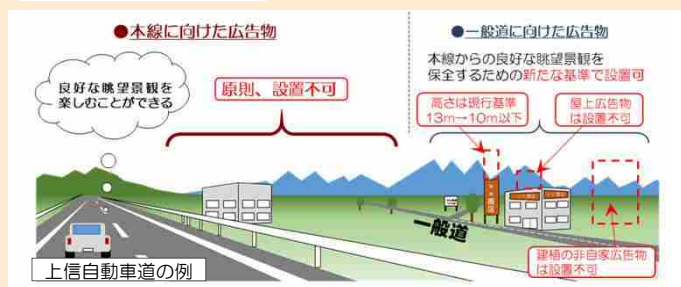 ●本線に向けた広告物
●一般道に向けた広告物
良好な眺望景観を
楽しむことができる
原則、設置不可
本線からの良好な眺望景観を
保全するための新たな基準で設置可
高さは現行基準
13m→10m以下
屋上広告物
は設置不可
一般道
建植の非自家広告物
は設置不可
上信自動車道の例